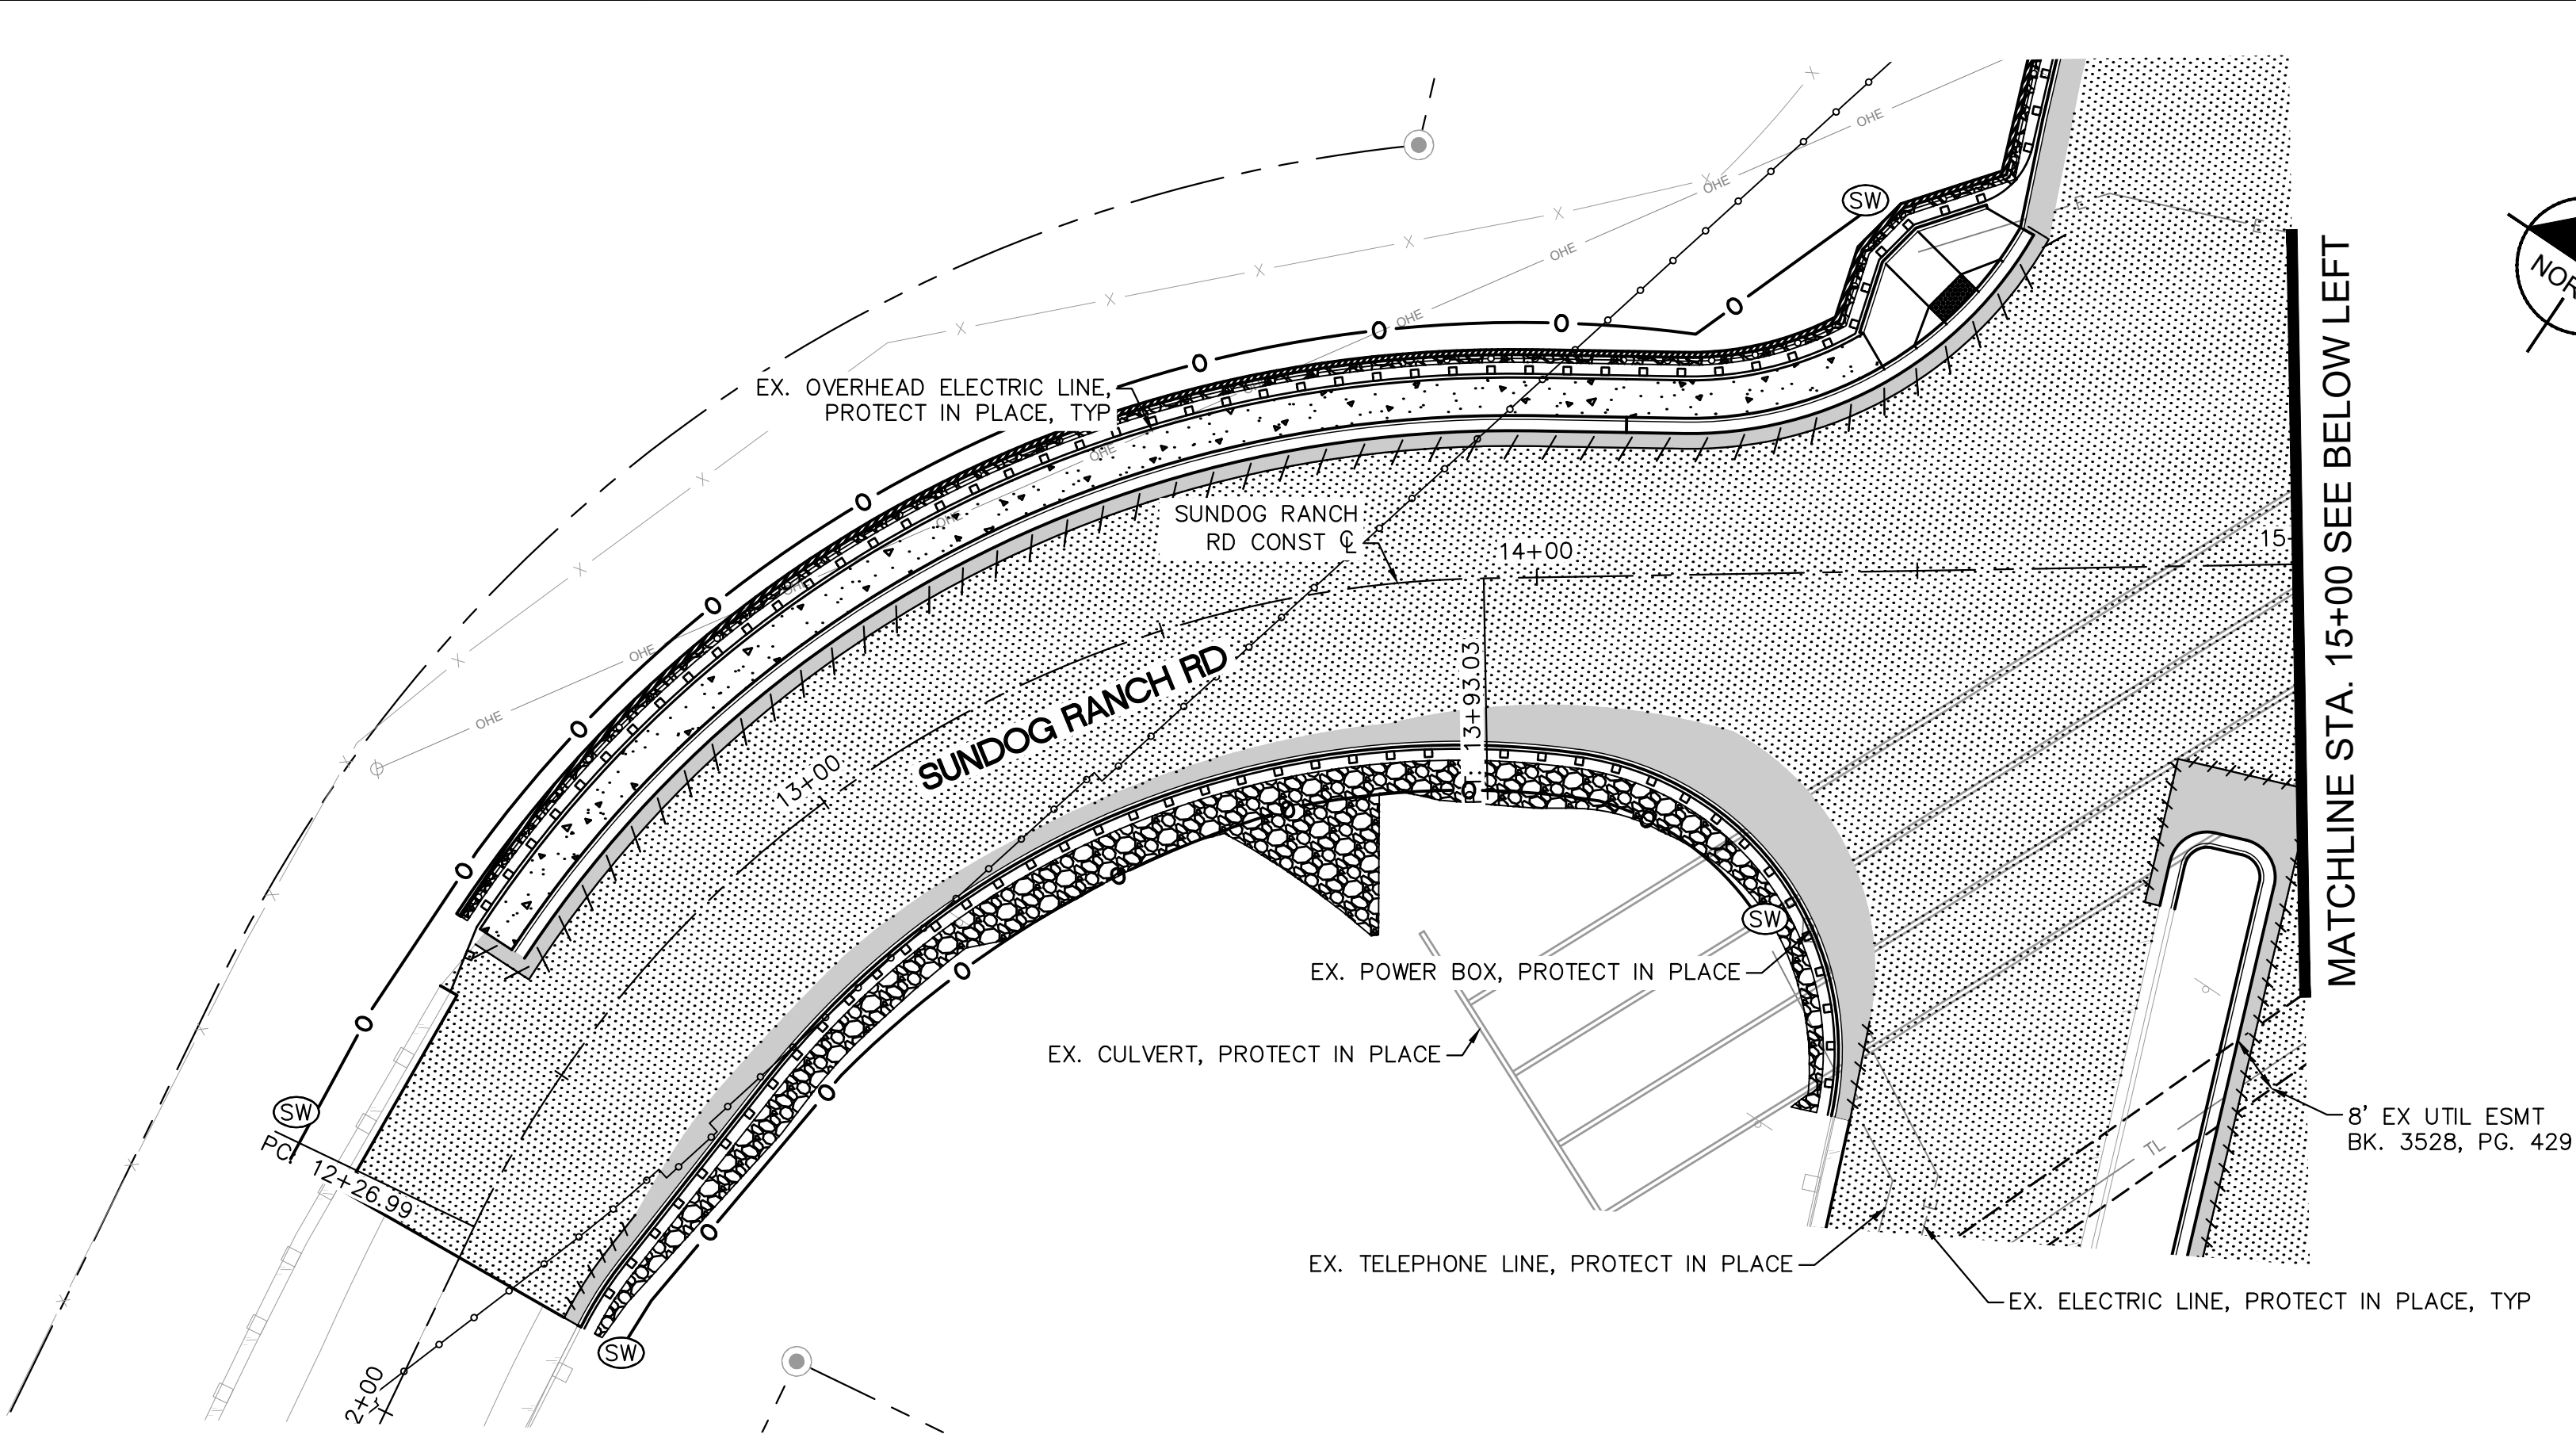 OHE
SW
OHE
OHE
E
E
EX. OVERHEAD ELECTRIC LINE,
PROTECT IN PLACE, TYP
OHE
OHE
OHE
OHE
OHE
SUNDOG RANCH
RD CONST ℄
14+00
MATCHLINE STA. 15+00 SEE BELOW LEFT
13+93.03
SUNDOG RANCH RD
13+00
SW
EX. POWER BOX, PROTECT IN PLACE
EX. CULVERT, PROTECT IN PLACE
SW
PC: 12+26.99
8' EX UTIL ESMT
BK. 3528, PG. 429
TL
EX. TELEPHONE LINE, PROTECT IN PLACE
EX. ELECTRIC LINE, PROTECT IN PLACE, TYP
SW
2+00